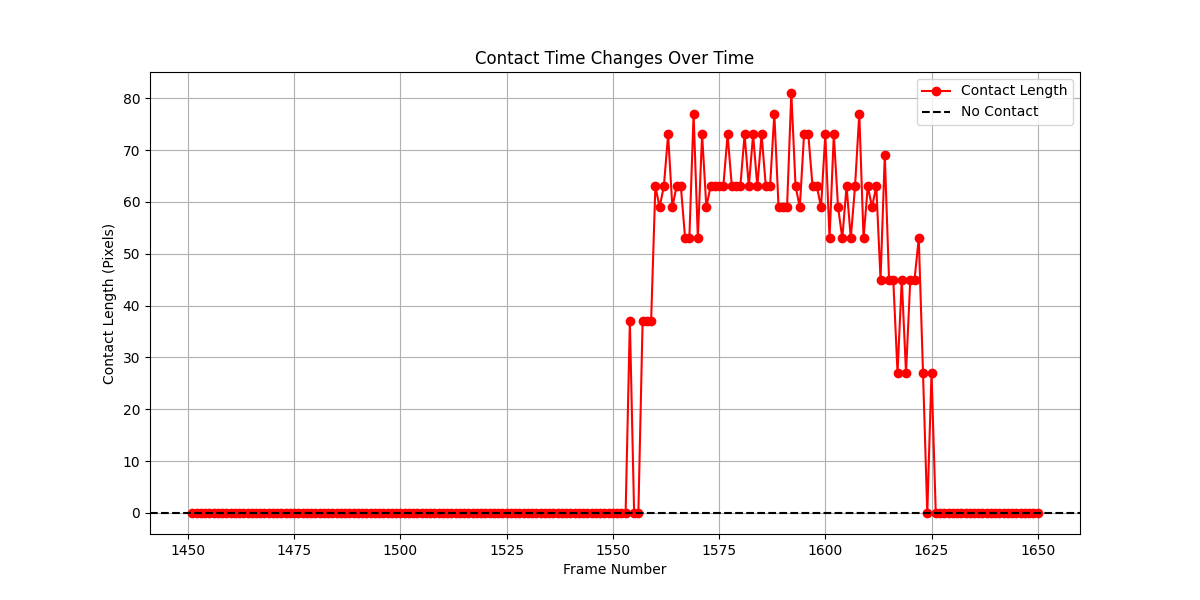 Contact Time Changes Over Time
Contact Length
No Contact
Contact Length (Pixels)
80
70
60
50
40
30
20
10
0
1450 1475 1500 1525 1550 1575 1600 1625 1650
Frame Number